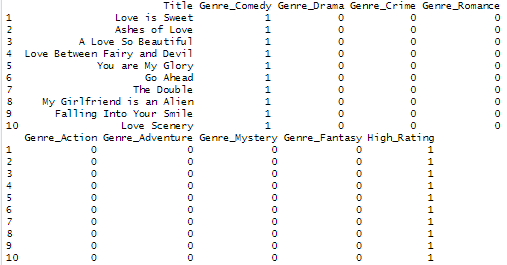 Title Genre_Comedy Genre_Drama Genre_Crime Genre_Romance
1 Love is Sweet 1 0 0 0
2 Ashes of Love 1 0 0 0
3 A Love So Beautiful 1 0 0 0
4 Love Between Fairy and Devil 1 0 0 0
5 You are My Glory 1 0 0 0
6 Go Ahead 1 0 0 0
7 The Double 1 0 0 0
8 My Girlfriend is an Alien 1 0 0 0
9 Falling Into Your Smile 1 0 0 0
10 Love Scenery 1 0 0 0
Genre_Action Genre_Adventure Genre_Mystery Genre_Fantasy High_Rating
1 0 0 0 0 1
2 0 0 0 0 1
3 0 0 0 0 1
4 0 0 0 0 1
5 0 0 0 0 1
6 0 0 0 0 1
7 0 0 0 0 1
8 0 0 0 0 1
9 0 0 0 0 1
10 0 0 0 0 1